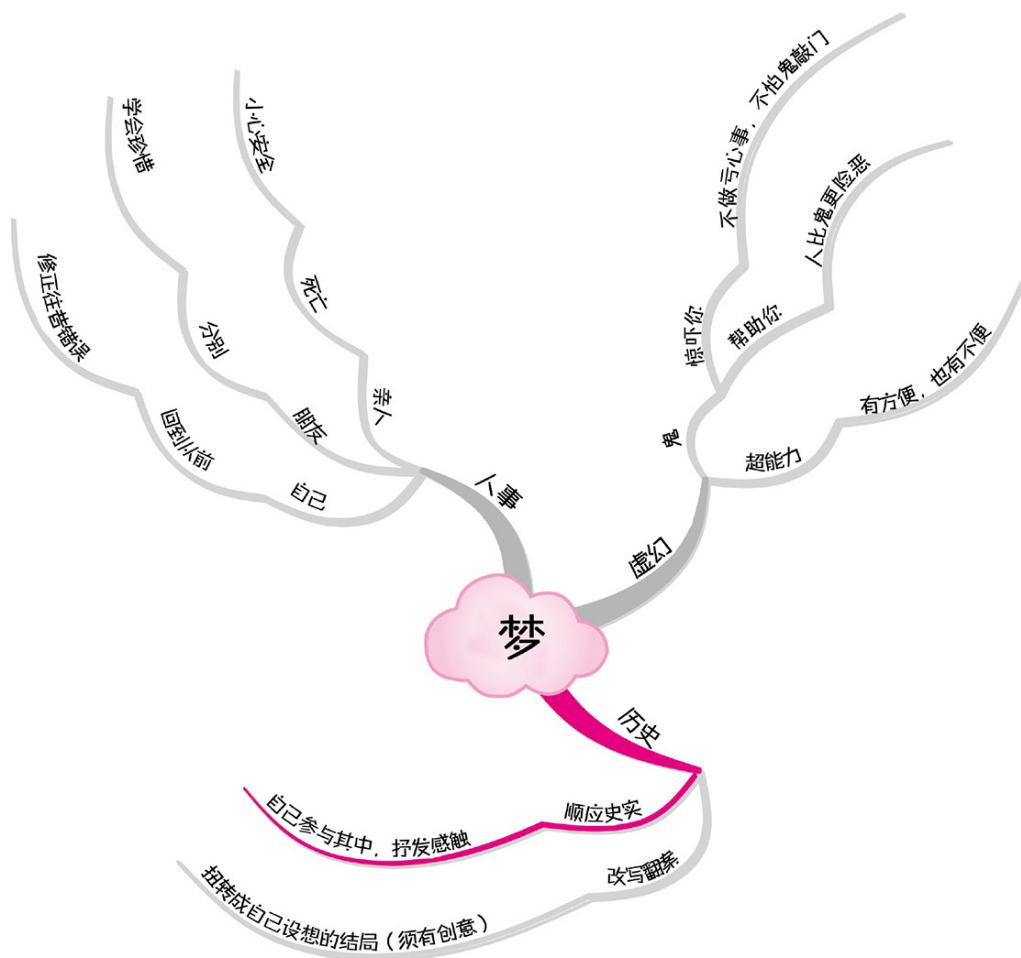 梦
人事
亲人
死亡
小心安全
朋友
分别
学会珍惜
自己
回到从前
修正往昔错误
虚幻
鬼
惊吓你
不做亏心事，不怕鬼敲门
帮助你
人比鬼更险恶
超能力
有方便，也有不便
历史
顺应史实
自己参与其中，抒发感触
改写翻案
扭转成自己设想的结局（须有创意）